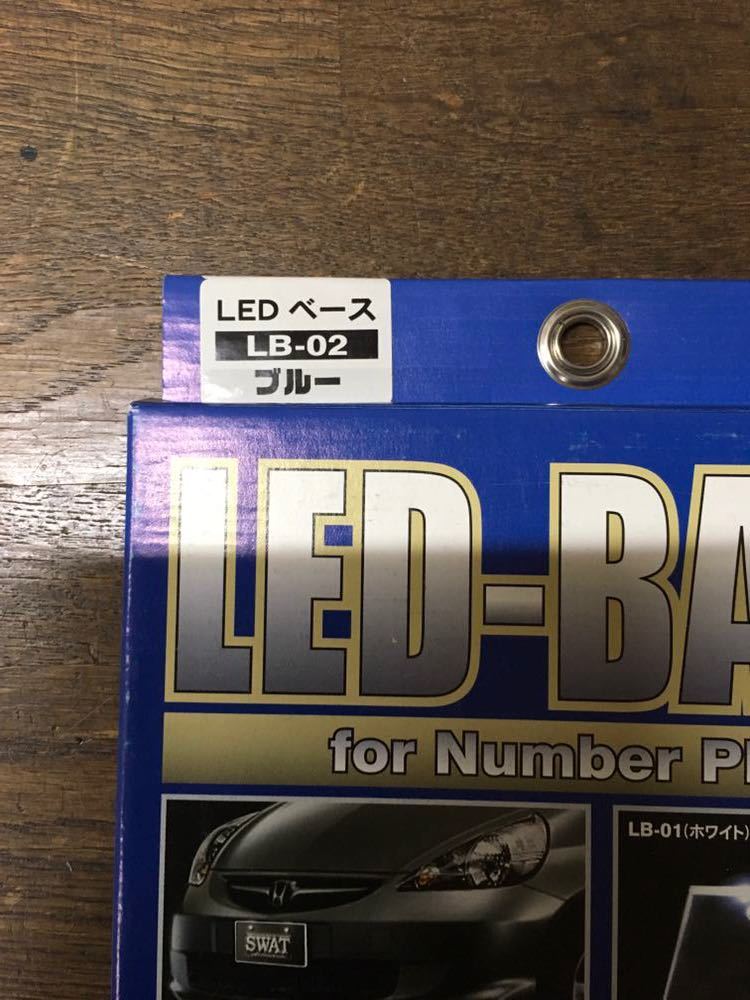 LED ベース
LB-02
ブルー
LED-BA
for Number Pl
LB-01(ホワイト)
SWAT